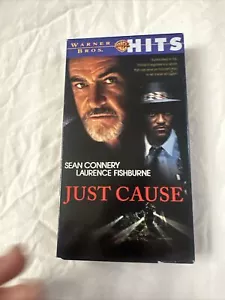 WARNER BROS. HITS
SEAN CONNERY
LAURENCE FISHBURNE
JUST CAUSE